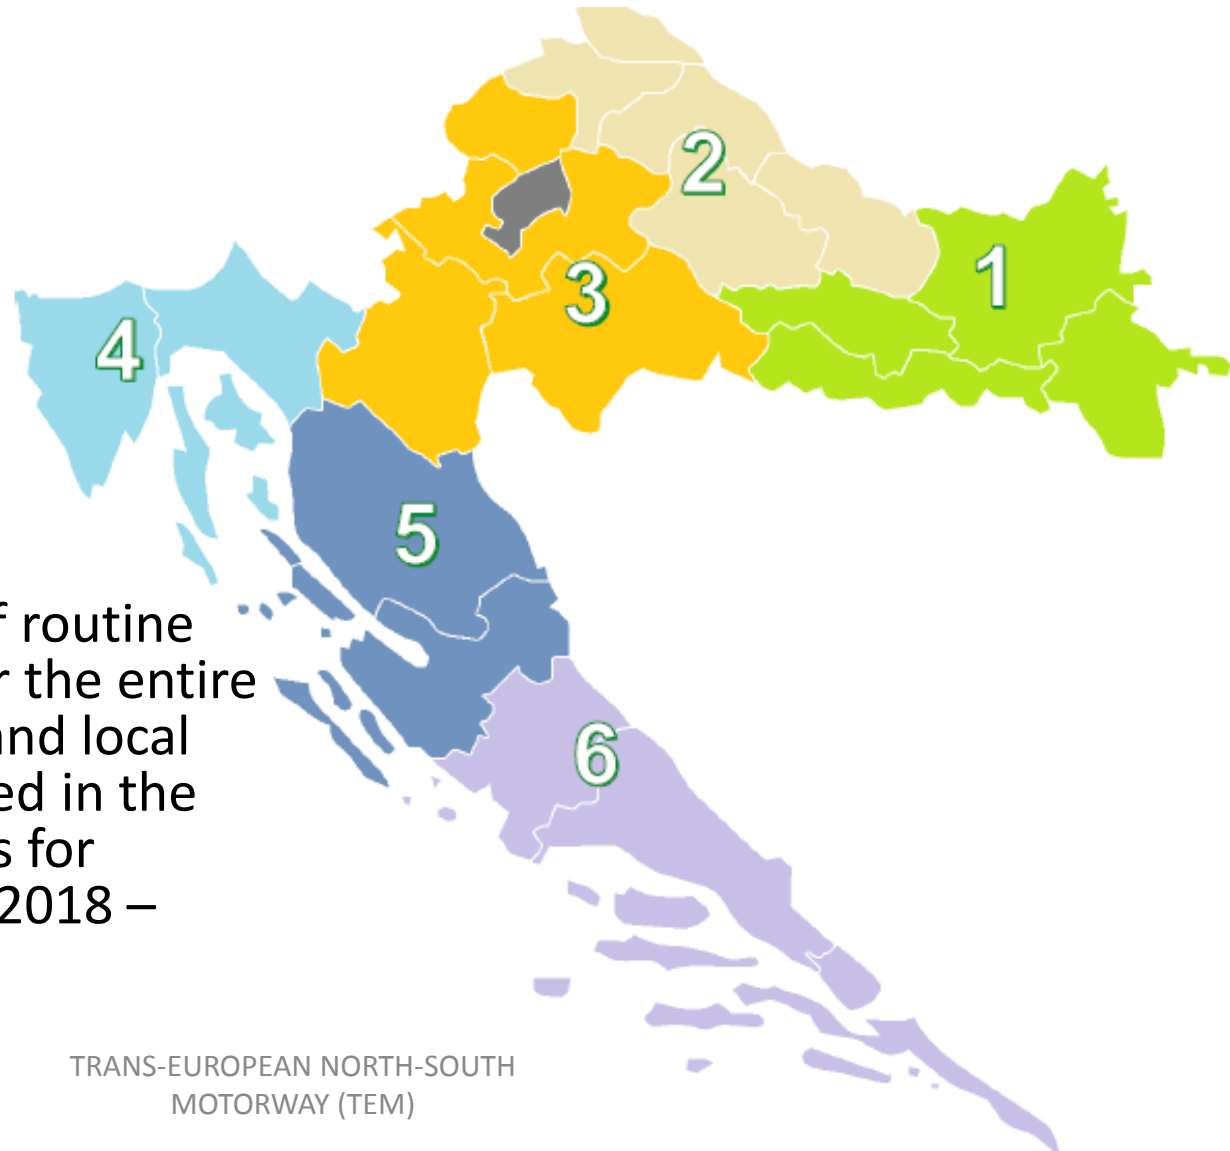 2
1
3
4
5
routine
r the entire
and local
ed in the
s for
2018 –
6
TRANS-EUROPEAN NORTH-SOUTH
MOTORWAY (TEM)